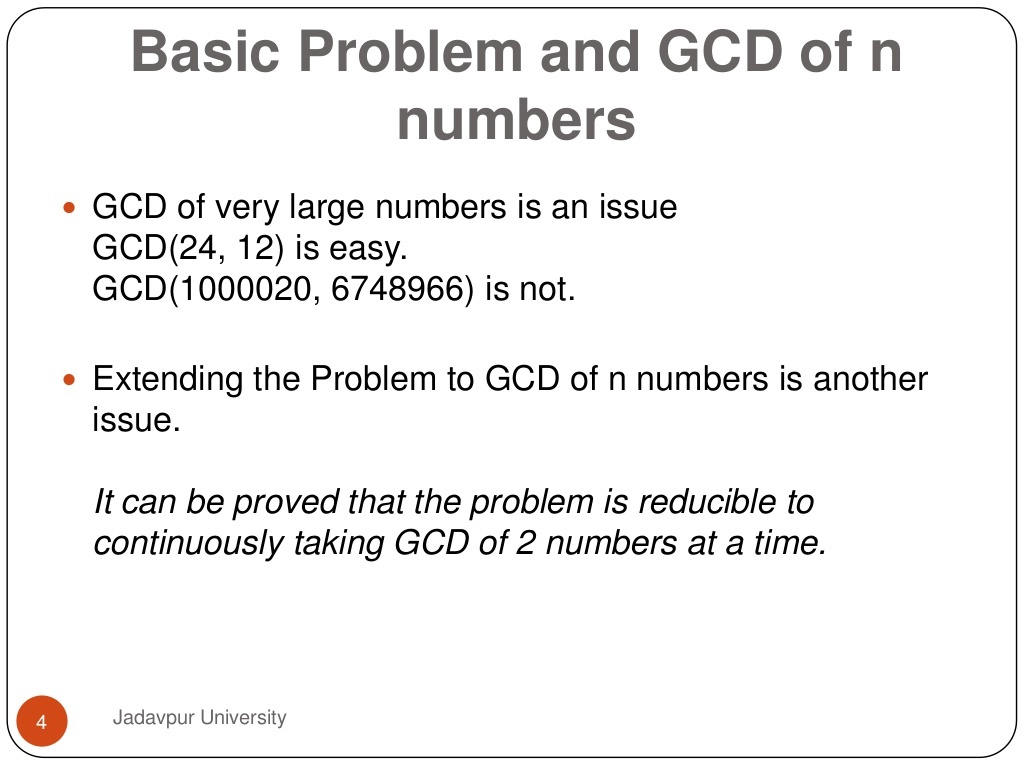 Basic Problem and GCD of n
numbers
• GCD of very large numbers is an issue
GCD(24, 12) is easy.
GCD(1000020, 6748966) is not.
• Extending the Problem to GCD of n numbers is another
issue.
It can be proved that the problem is reducible to
continuously taking GCD of 2 numbers at a time.
4
Jadavpur University